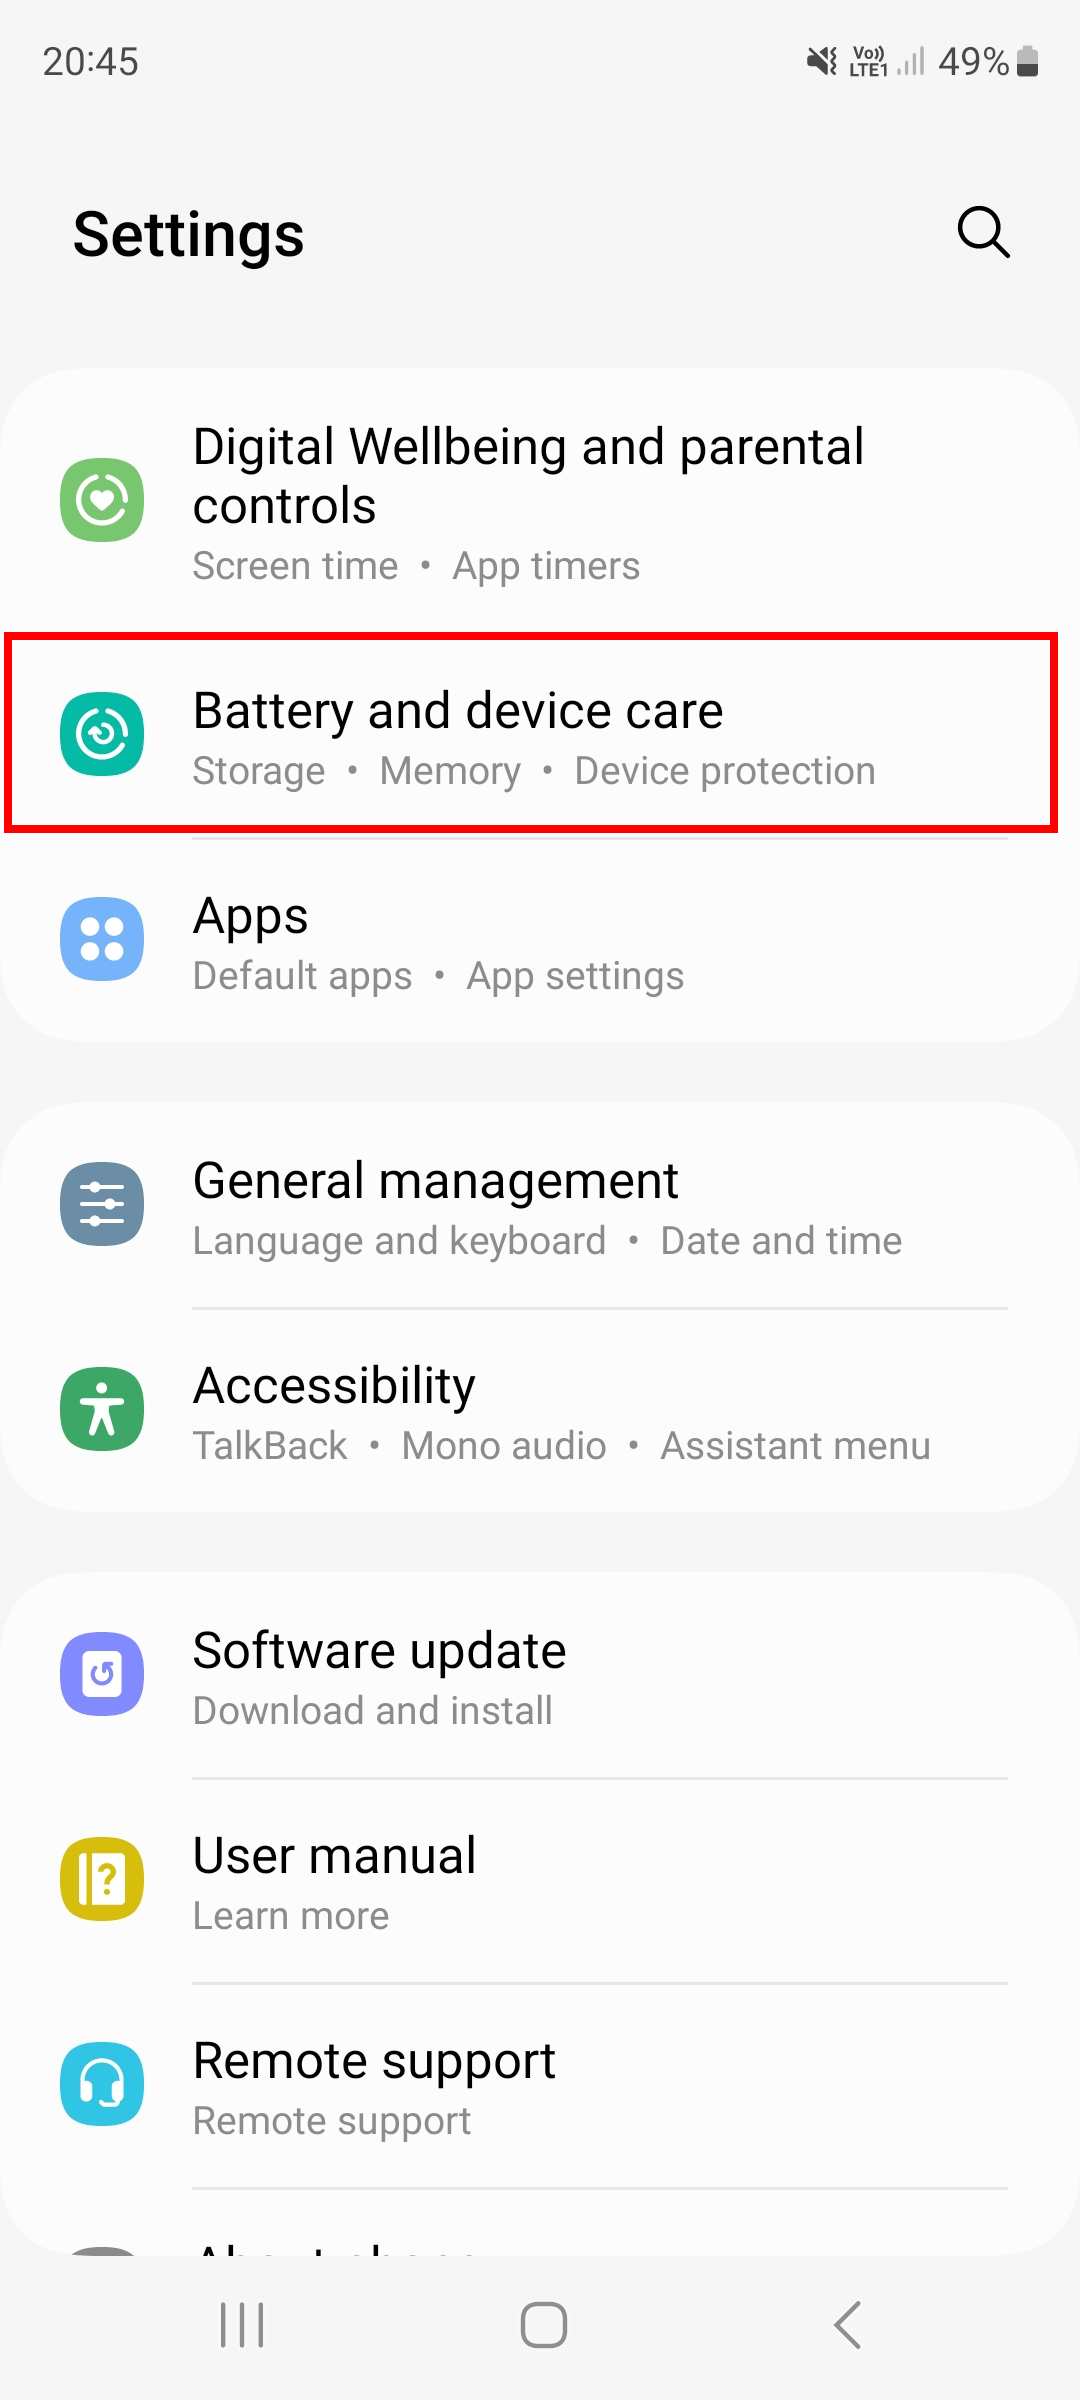 20:45
Vo))
LTE1
49%
Settings
Digital Wellbeing and parental
controls
Screen time • App timers
Battery and device care
Storage • Memory • Device protection
Apps
Default apps • App settings
General management
Language and keyboard • Date and time
Accessibility
TalkBack • Mono audio • Assistant menu
Software update
Download and install
User manual
Learn more
Remote support
Remote support
About phone